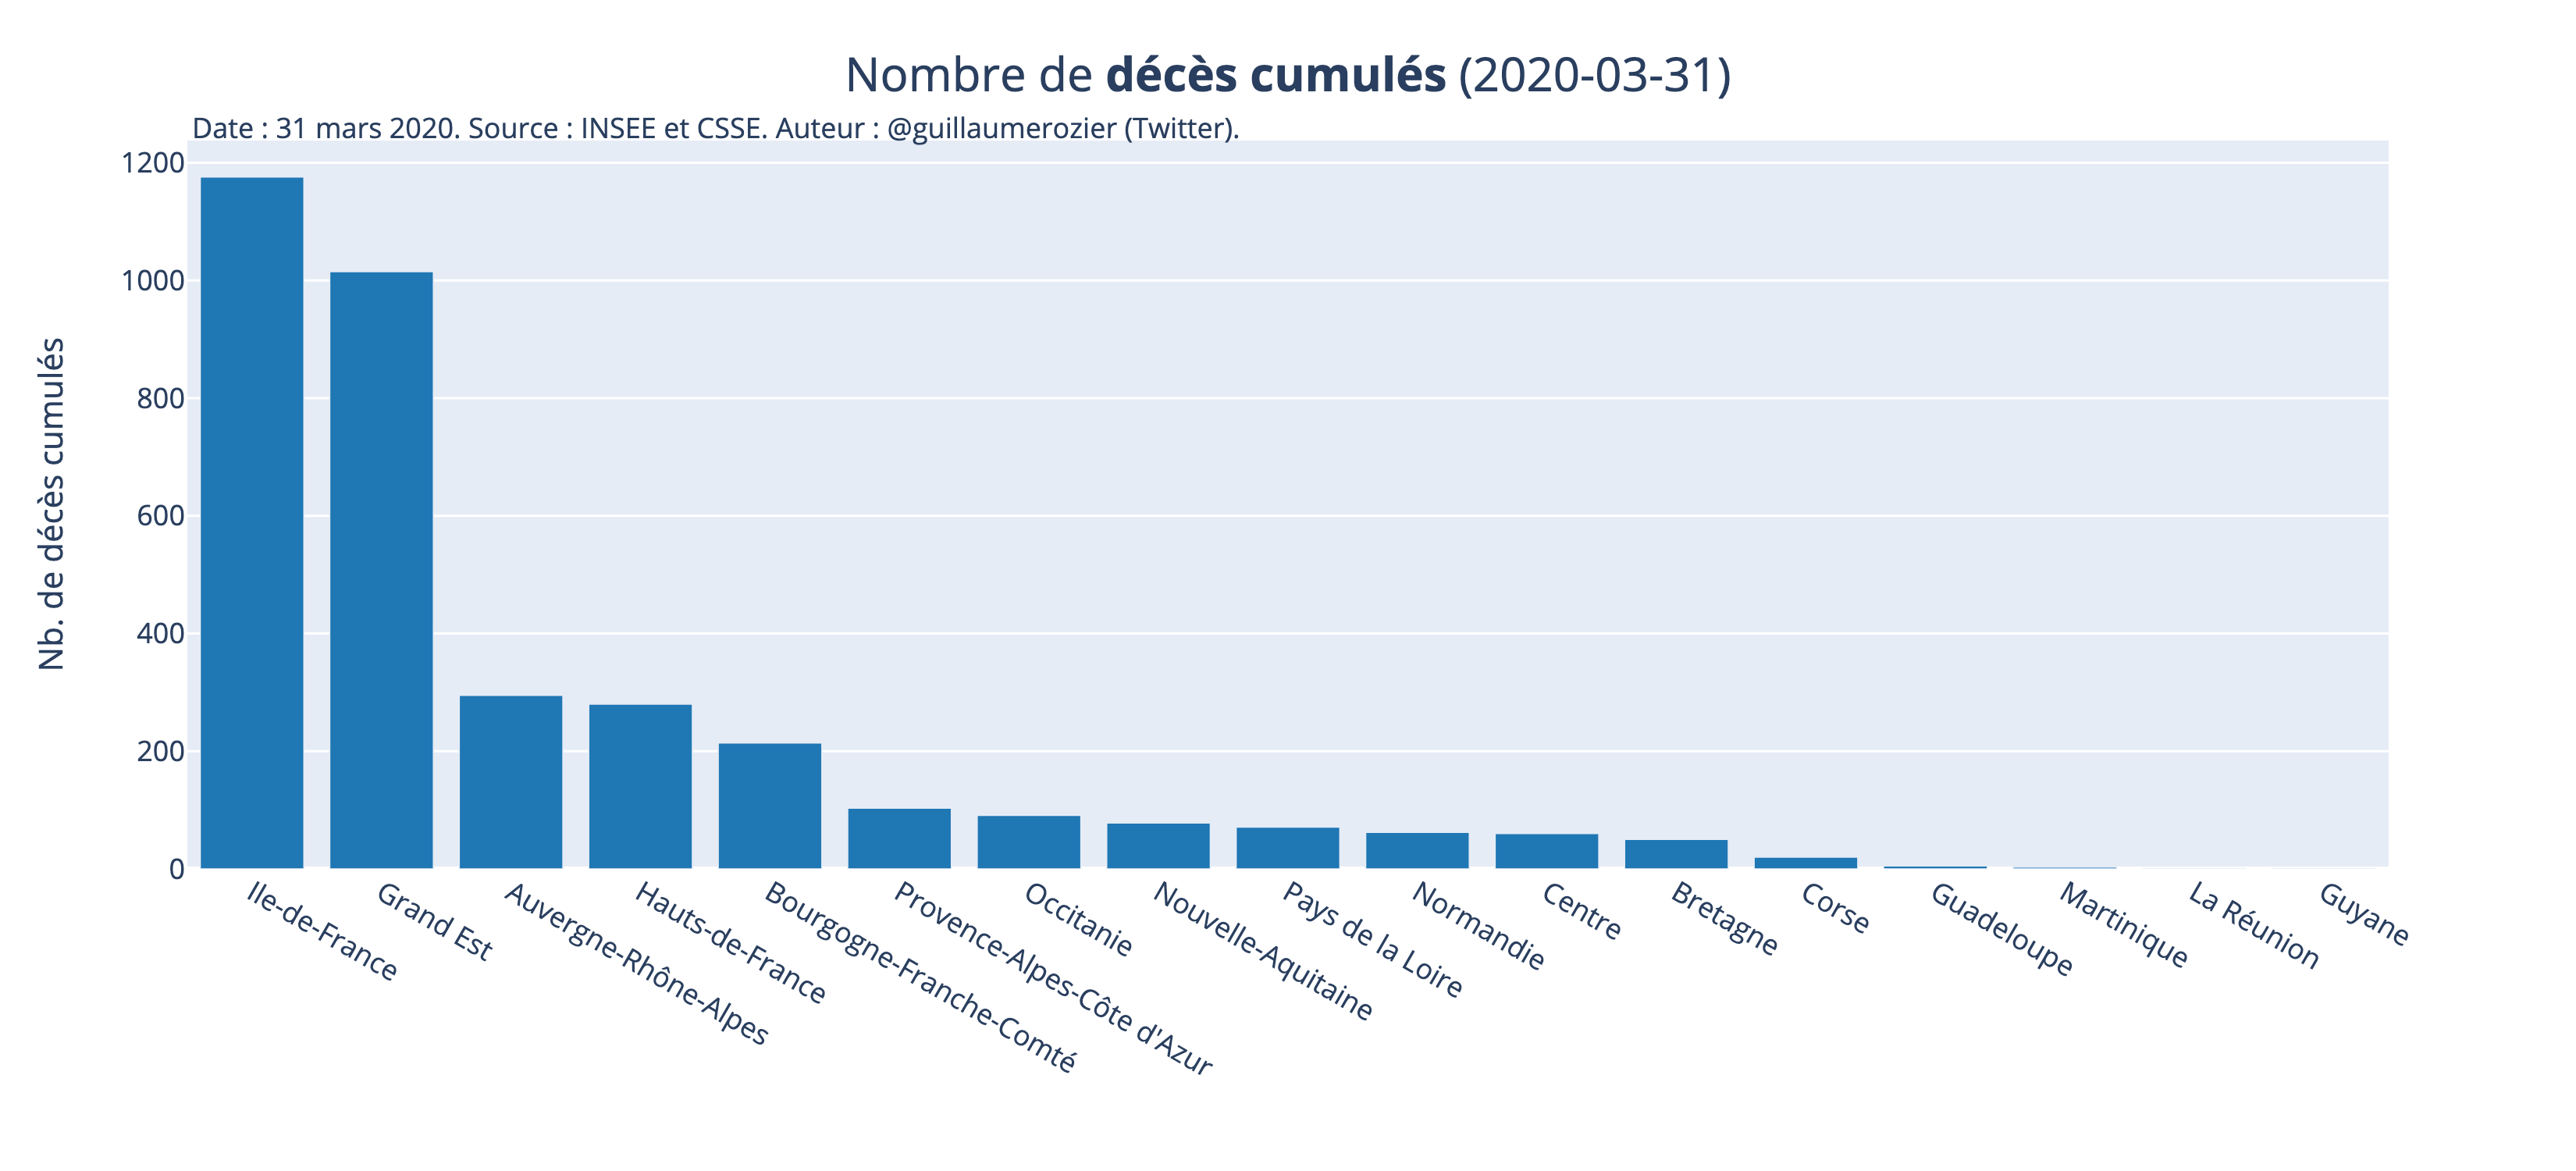 Nombre de décès cumulés (2020-03-31)
Date : 31 mars 2020. Source : INSEE et CSSE. Auteur : @guillaumerozier (Twitter).
Nb. de décès cumulés
1200
1000
800
600
400
200
0
Ile-de-France
Grand Est
Auvergne-Rhône-Alpes
Hauts-de-France
Bourgogne-Franche-Comté
Provence-Alpes-Côte d'Azur
Occitanie
Nouvelle-Aquitaine
Pays de la Loire
Normandie
Centre
Bretagne
Corse
Guadeloupe
Martinique
La Réunion
Guyane